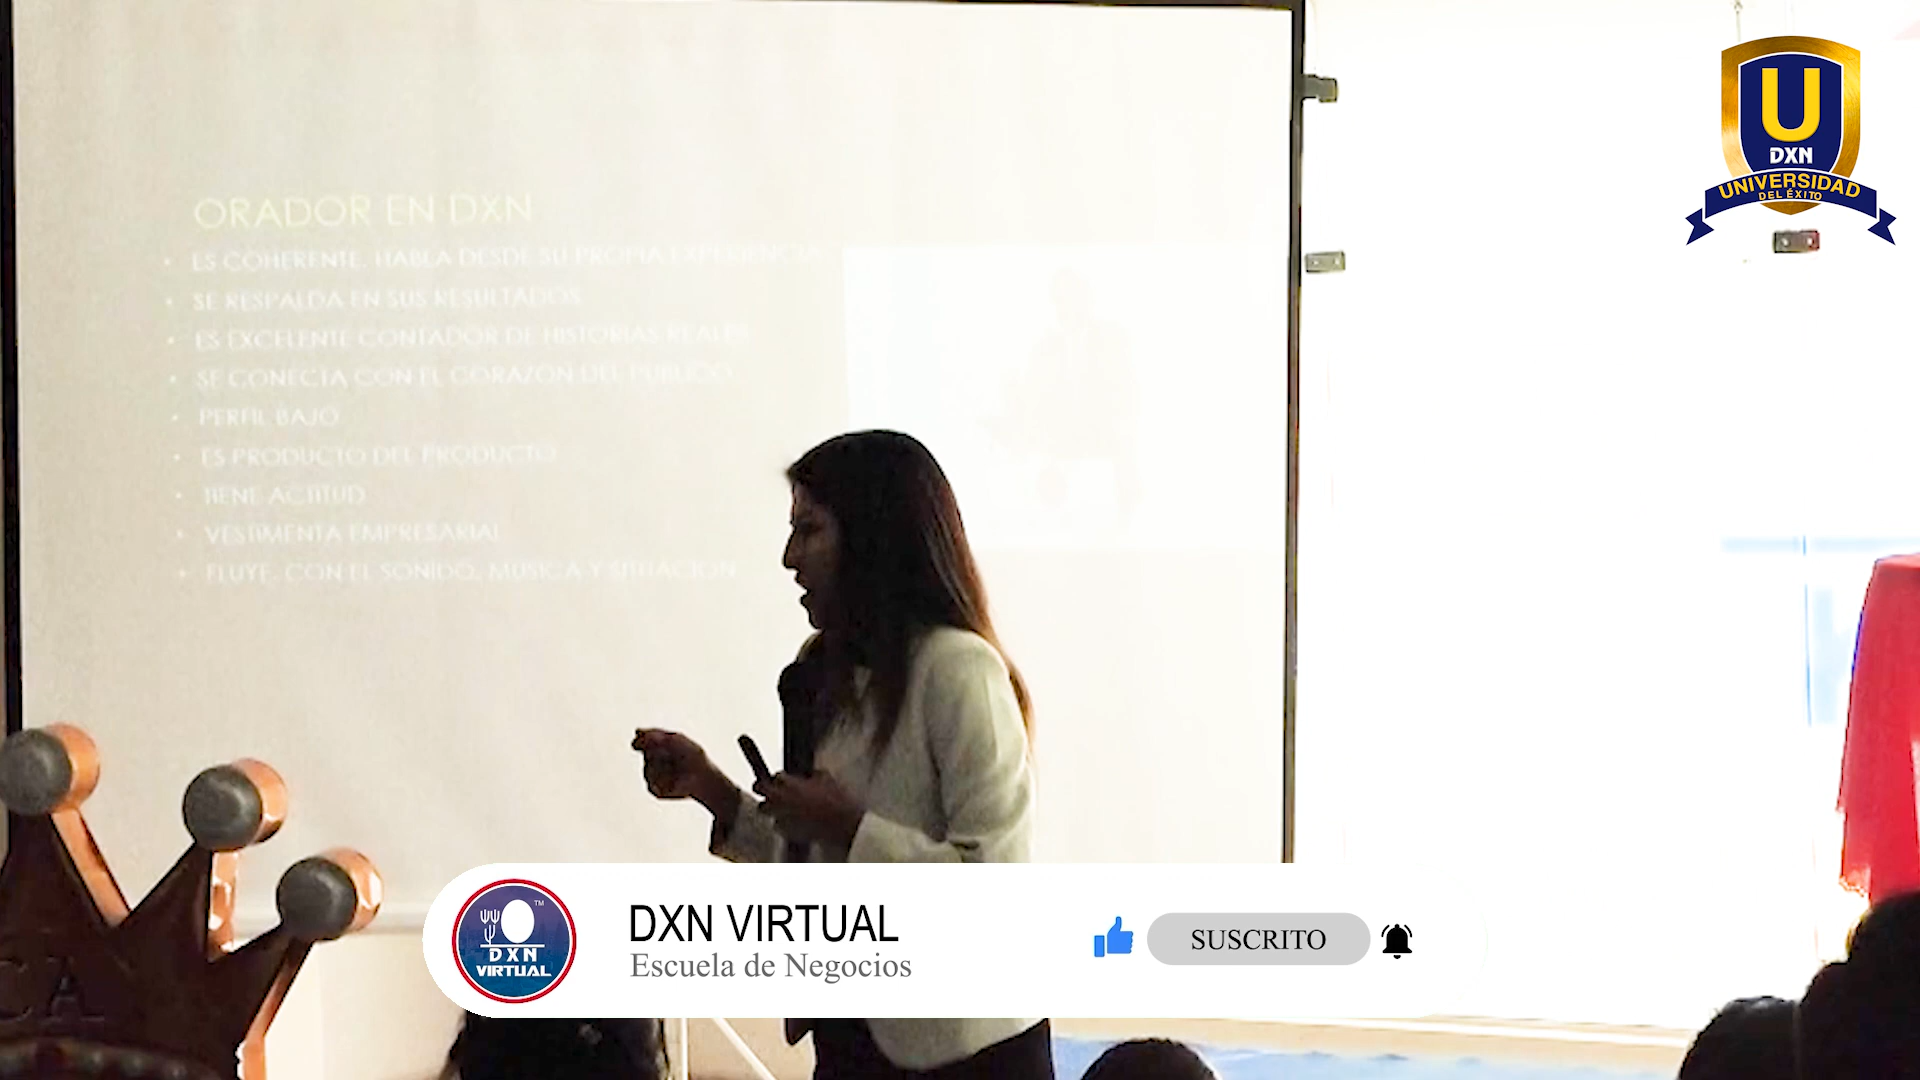 ORADOR EN DXN
• ES COHERENTE. HABLA DESDE SU PROPIA EXPERIENCIA
• SE RESPALDA EN SUS RESULTADOS
• ES EXCELENTE CONTADOR DE HISTORIAS REALES
• SE CONECTA CON EL CORAZON DEL PUBLICO
• PERFIL BAJO
• ES PRODUCTO DEL PRODUCTO
• TIENE ACTITUD
• VESTIMENTA EMPRESARIAL
• FLUYE. CON EL SONIDO, MUSICA Y SITUACION
U
DXN
UNIVERSIDAD
DEL ÉXITO
DXN
VIRTUAL
TM
DXN VIRTUAL
Escuela de Negocios
SUSCRITO